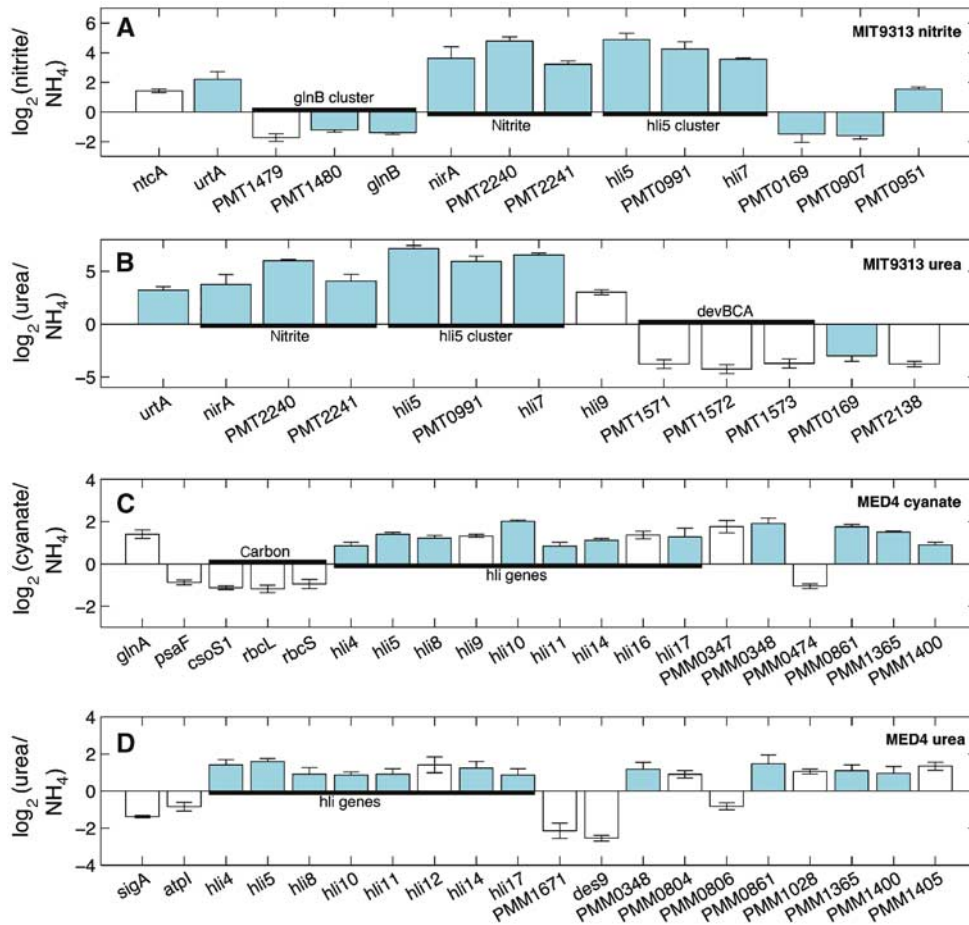 A
MIT9313 nitrite
log2(nitrite/
NH4)
6
4
2
0
−2
glnB cluster
Nitrite
hli5 cluster
ntcA
urtA
PMT1479
PMT1480
glnB
nirA
PMT2240
PMT2241
hli5
PMT0991
hli7
PMT0169
PMT0907
PMT0951
B
MIT9313 urea
log2(urea/
NH4)
5
0
−5
Nitrite
hli5 cluster
devBCA
urtA
nirA
PMT2240
PMT2241
hli5
PMT0991
hli7
hli9
PMT1571
PMT1572
PMT1573
PMT0169
PMT2138
C
MED4 cyanate
log2(cyanate/
NH4)
4
2
0
−2
Carbon
hli genes
glnA
psaF
csoS1
rbcL
rbcS
hli4
hli5
hli8
hli9
hli10
hli11
hli14
hli16
hli17
PMM0347
PMM0348
PMM0474
PMM0861
PMM1365
PMM1400
D
MED4 urea
log2(urea/
NH4)
4
2
0
−2
−4
hli genes
sigA
atpI
hli4
hli5
hli8
hli10
hli11
hli12
hli14
hli17
PMM1671
des9
PMM0348
PMM0804
PMM0806
PMM0861
PMM1028
PMM1365
PMM1400
PMM1405